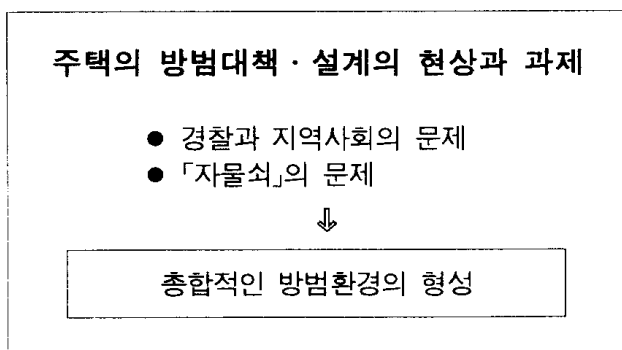 주택의 방범대책 · 설계의 현상과 과제
● 경찰과 지역사회의 문제
● 「자물쇠」의 문제
⇓
종합적인 방범환경의 형성